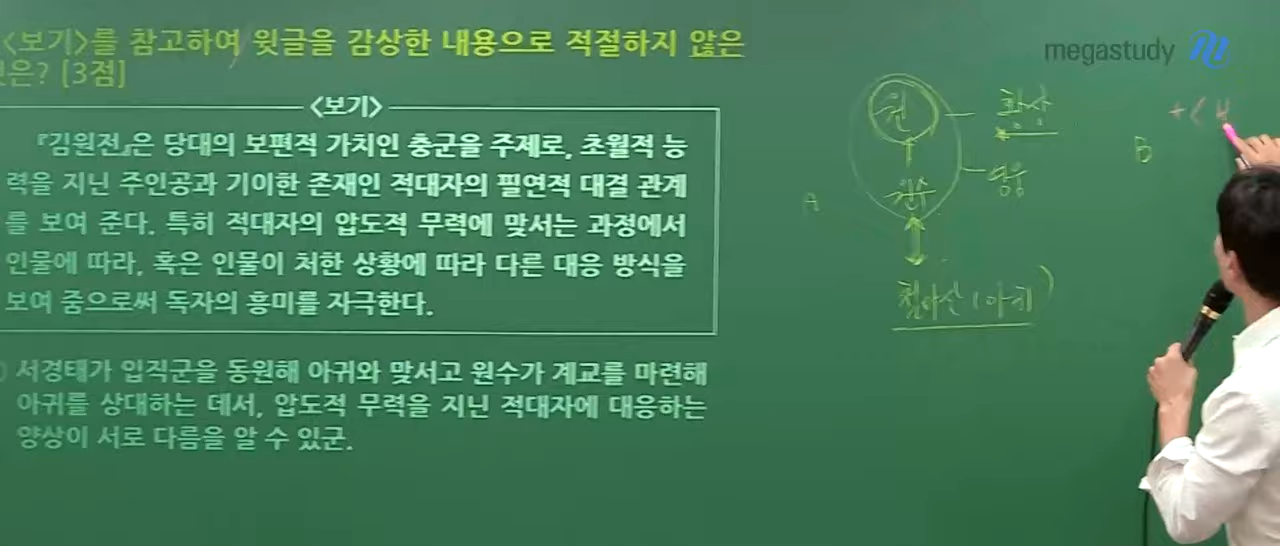 <보기>를 참고하여 윗글을 감상한 내용으로 적절하지 않은
것은? [3점]
<보기>
『김원전』은 당대의 보편적 가치인 충군을 주제로, 초월적 능
력을 지닌 주인공과 기이한 존재인 적대자의 필연적 대결 관계
를 보여 준다. 특히 적대자의 압도적 무력에 맞서는 과정에서
인물에 따라, 혹은 인물이 처한 상황에 따라 다른 대응 방식을
보여 줌으로써 독자의 흥미를 자극한다.
서경태가 입직군을 동원해 아귀와 맞서고 원수가 계교를 마련해
아귀를 상대하는 데서, 압도적 무력을 지닌 적대자에 대응하는
양상이 서로 다름을 알 수 있군.
megastudy
원
황상
원수
영웅
A
B
(아귀)